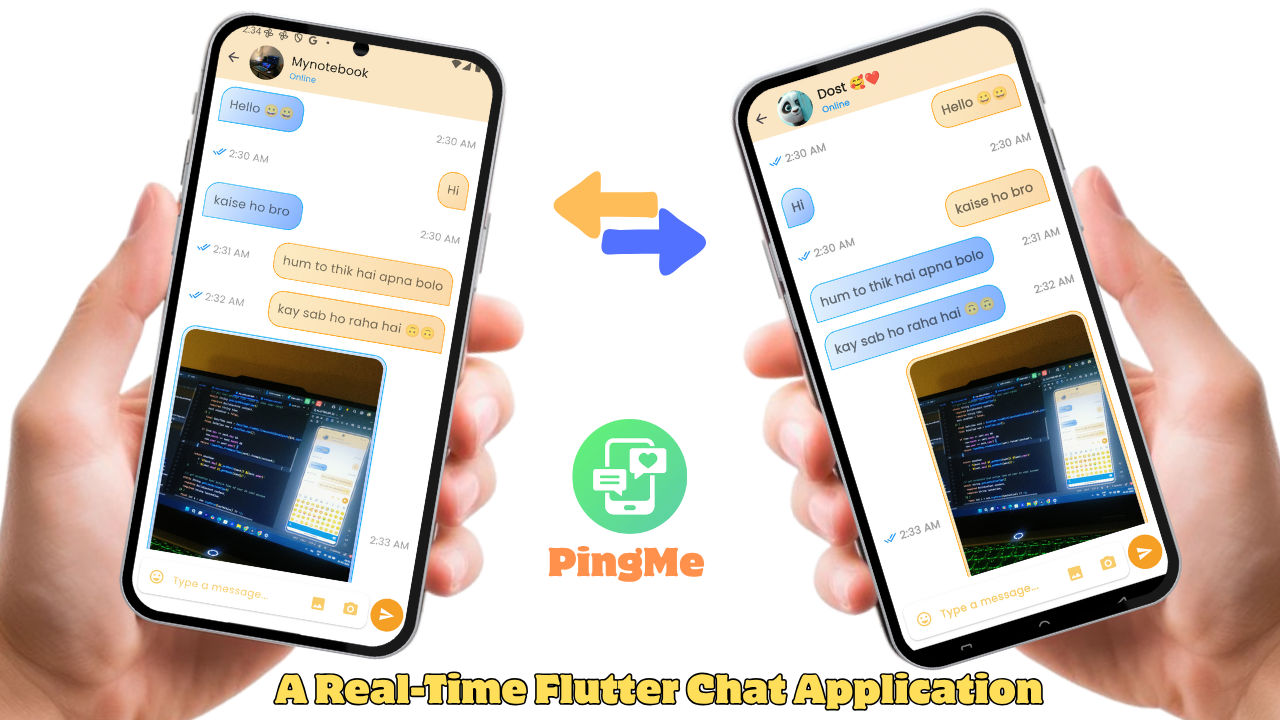 2:34
G
Mynotebook
Online
Hello 😀😀
2:30 AM
2:30 AM
Hi
kaise ho bro
2:30 AM
2:31 AM
hum to thik hai apna bolo
2:32 AM
kay sab ho raha hai 🙃🙃
2:33 AM
Type a message...
Dost 🥰❤️
Online
Hello 😀😀
2:30 AM
2:30 AM
Hi
kaise ho bro
2:30 AM
2:31 AM
hum to thik hai apna bolo
2:32 AM
kay sab ho raha hai 🙃🙃
2:33 AM
Type a message...
PingMe
A Real-Time Flutter Chat Application